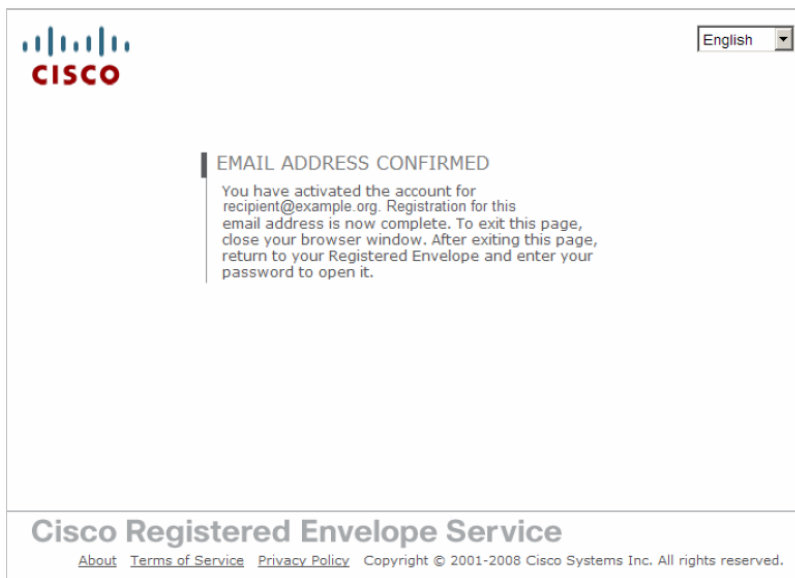 English
CISCO
EMAIL ADDRESS CONFIRMED
You have activated the account for
recipient@example.org. Registration for this
email address is now complete. To exit this page,
close your browser window. After exiting this page,
return to your Registered Envelope and enter your
password to open it.
Cisco Registered Envelope Service
About Terms of Service Privacy Policy Copyright © 2001-2008 Cisco Systems Inc. All rights reserved.